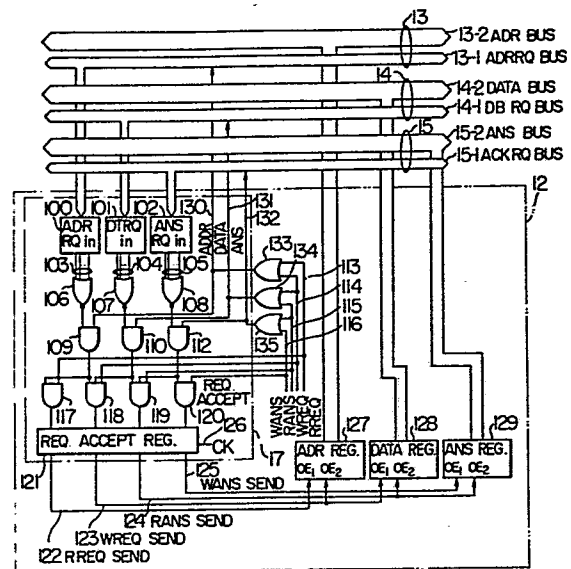 13
13-2 ADR BUS
13-1 ADRRQ BUS
14
14-2 DATA BUS
14-1 DB RQ BUS
15
15-2 ANS BUS
15-1 ACKRQ BUS
12
100 101 102 130 131 132
ADR RQ in
DTRQ in
ANS RQ in
ADDR
DATA
ANS
103 104 105
106 107 108
133 134 135
113
114
115
116
109 110 112
117 118 119 120
REQ. ACCEPT
WANS
RANS
WREQ
RREQ
126
REQ. ACCEPT REG.
CK
17
121
127 128 129
ADR REG.
OE1 OE2
DATA REG.
OE1 OE2
ANS REG.
OE1 OE2
125
WANS SEND
124 RANS SEND
123 WREQ SEND
122 RREQ SEND